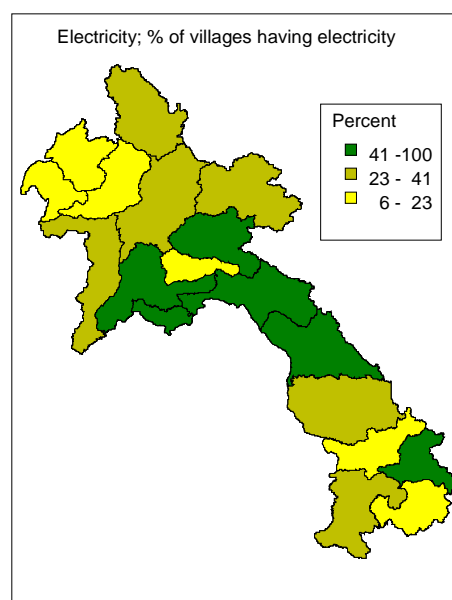 Electricity; % of villages having electricity
Percent
41 -100
23 - 41
6 - 23